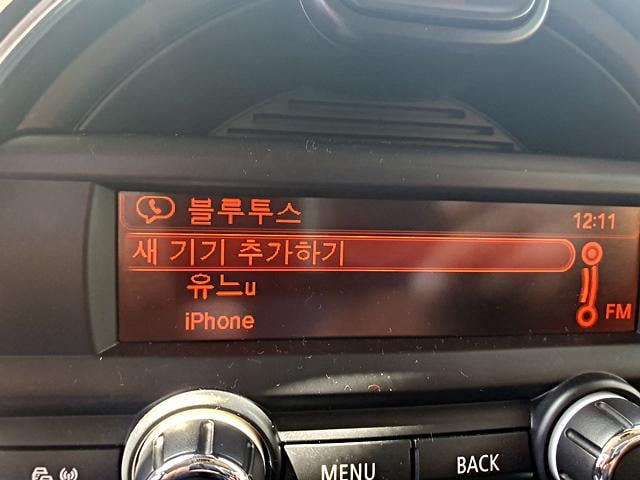 블루투스 12:11
새 기기 추가하기
유느u
iPhone
FM
MENU
BACK